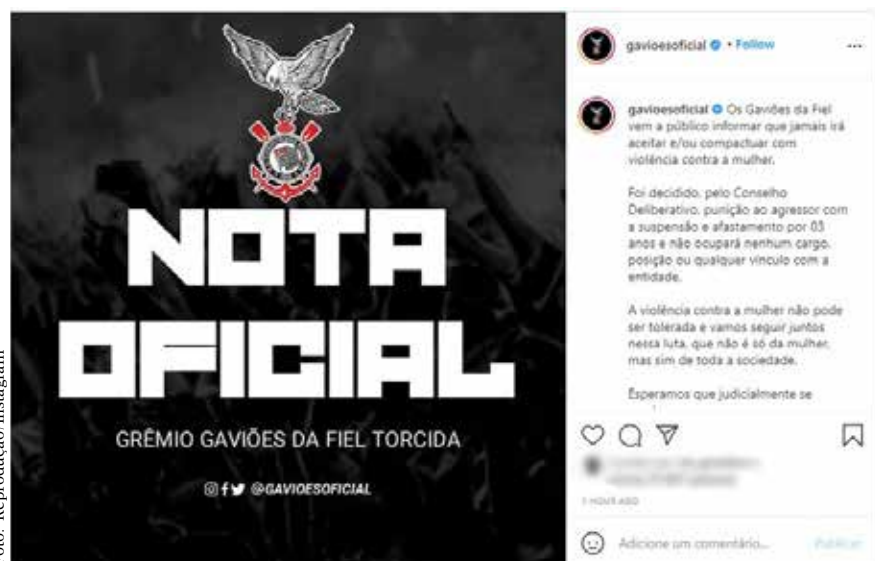 NOTA
OFICIAL
GRÊMIO GAVIÕES DA FIEL TORCIDA
@GAVIOESOFICIAL
gavioesoficial • Follow
gavioesoficial Os Gaviões da Fiel
vem a público informar que jamais irá
aceitar e/ou compactuar com
violência contra a mulher.
Foi decidido, pelo Conselho
Deliberativo, punição ao agressor com
a suspensão e afastamento por 03
anos e não ocupará nenhum cargo,
posição ou qualquer vínculo com a
entidade.
A violência contra a mulher não pode
ser tolerada e vamos seguir juntos
nessa luta, que não é só da mulher,
mas sim de toda a sociedade.
Esperamos que judicialmente se
1 HOUR AGO
Adicione um comentário...
Publicar
Reprodução/Instagram